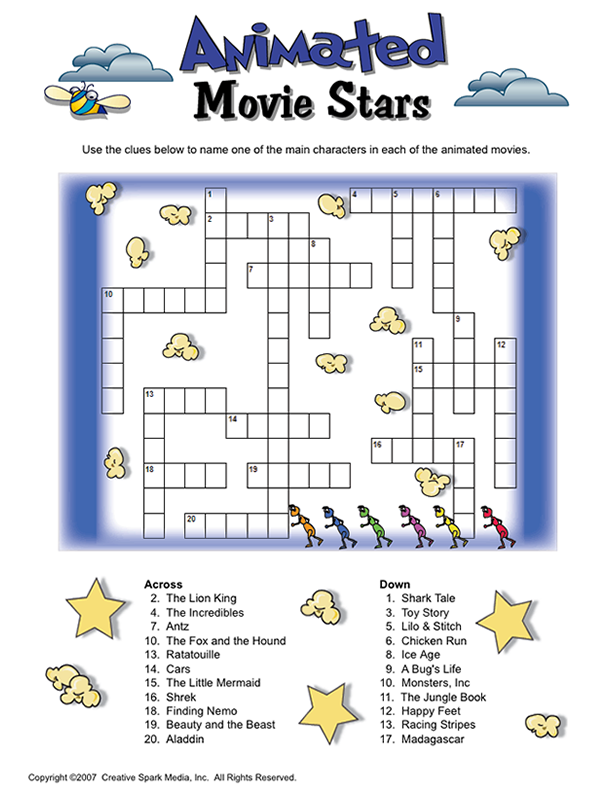 Animated
Movie Stars
Use the clues below to name one of the main characters in each of the animated movies.
1 4 5 6
2 3
8
7
10
9
11 12
15
13
14
16 17
18 19
20
Across
2. The Lion King
4. The Incredibles
7. Antz
10. The Fox and the Hound
13. Ratatouille
14. Cars
15. The Little Mermaid
16. Shrek
18. Finding Nemo
19. Beauty and the Beast
20. Aladdin
Down
1. Shark Tale
3. Toy Story
5. Lilo & Stitch
6. Chicken Run
8. Ice Age
9. A Bug's Life
10. Monsters, Inc
11. The Jungle Book
12. Happy Feet
13. Racing Stripes
17. Madagascar
Copyright ©2007 Creative Spark Media, Inc. All Rights Reserved.